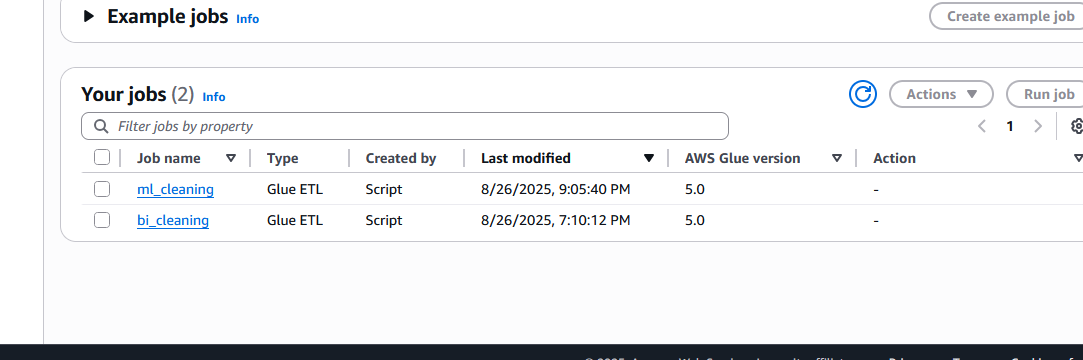 Example jobs Info Create example job
Your jobs (2) Info Actions Run job
Filter jobs by property 1
Job name Type Created by Last modified AWS Glue version Action
ml_cleaning Glue ETL Script 8/26/2025, 9:05:40 PM 5.0 -
bi_cleaning Glue ETL Script 8/26/2025, 7:10:12 PM 5.0 -